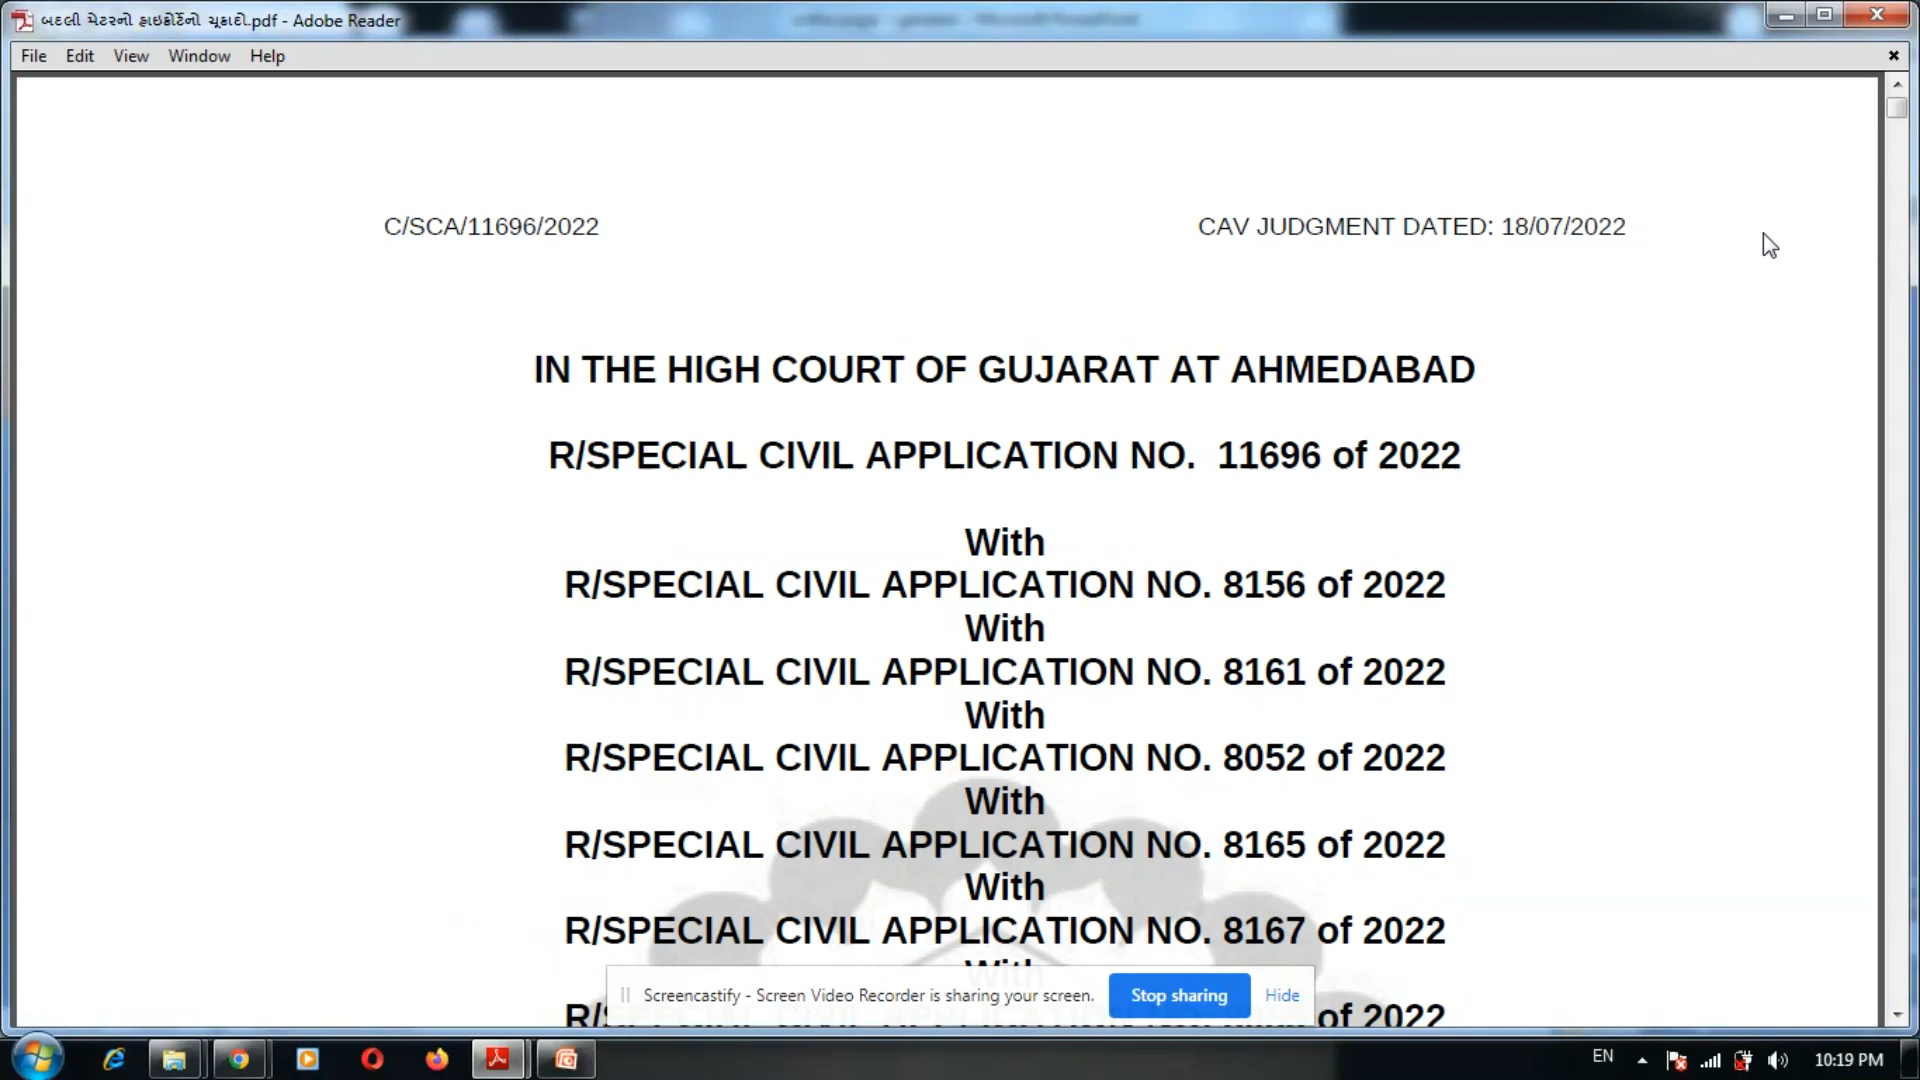 બદલી મેટરનો હાઇકોર્ટનો ચૂકાદો.pdf - Adobe Reader
File Edit View Window Help
C/SCA/11696/2022 CAV JUDGMENT DATED: 18/07/2022
IN THE HIGH COURT OF GUJARAT AT AHMEDABAD
R/SPECIAL CIVIL APPLICATION NO. 11696 of 2022
With
R/SPECIAL CIVIL APPLICATION NO. 8156 of 2022
With
R/SPECIAL CIVIL APPLICATION NO. 8161 of 2022
With
R/SPECIAL CIVIL APPLICATION NO. 8052 of 2022
With
R/SPECIAL CIVIL APPLICATION NO. 8165 of 2022
With
R/SPECIAL CIVIL APPLICATION NO. 8167 of 2022
With
Screencastify - Screen Video Recorder is sharing your screen. Stop sharing Hide
of 2022
EN 10:19 PM